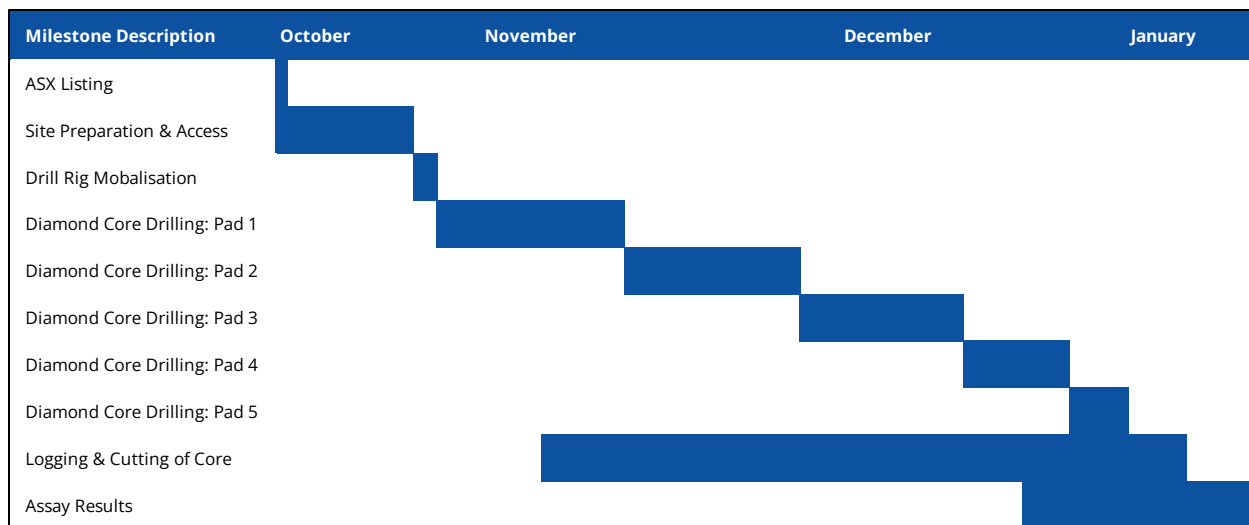 Milestone Description October November December January
ASX Listing
Site Preparation & Access
Drill Rig Mobalisation
Diamond Core Drilling: Pad 1
Diamond Core Drilling: Pad 2
Diamond Core Drilling: Pad 3
Diamond Core Drilling: Pad 4
Diamond Core Drilling: Pad 5
Logging & Cutting of Core
Assay Results